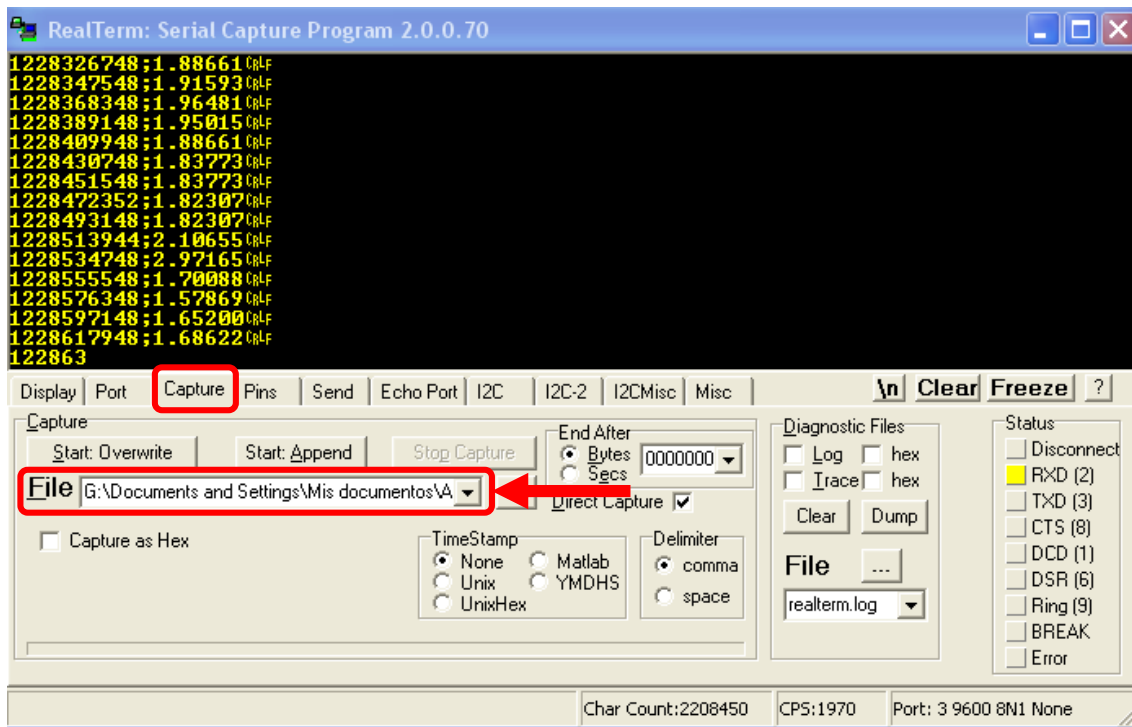 RealTerm: Serial Capture Program 2.0.0.70
1228326748;1.88661CRLF
1228347548;1.91593CRLF
1228368348;1.96481CRLF
1228389148;1.95015CRLF
1228409948;1.88661CRLF
1228430748;1.83773CRLF
1228451548;1.83773CRLF
1228472352;1.82307CRLF
1228493148;1.82307CRLF
1228513944;2.10655CRLF
1228534748;2.97165CRLF
1228555548;1.70088CRLF
1228576348;1.57869CRLF
1228597148;1.65200CRLF
1228617948;1.68622CRLF
122863
Display Port Capture Pins Send Echo Port I2C I2C-2 I2CMisc Misc \n Clear Freeze ?
Capture
Start: Overwrite Start: Append Stop Capture
File G:\Documents and Settings\Mis documentos\A
Capture as Hex
End After
Bytes 0000000
Secs
Direct Capture
TimeStamp
None Matlab
Unix YMDHS
UnixHex
Delimiter
comma
space
Diagnostic Files
Log hex
Trace hex
Clear Dump
File ...
realterm.log
Status
Disconnect
RXD (2)
TXD (3)
CTS (8)
DCD (1)
DSR (6)
Ring (9)
BREAK
Error
Char Count:2208450 CPS:1970 Port: 3 9600 8N1 None